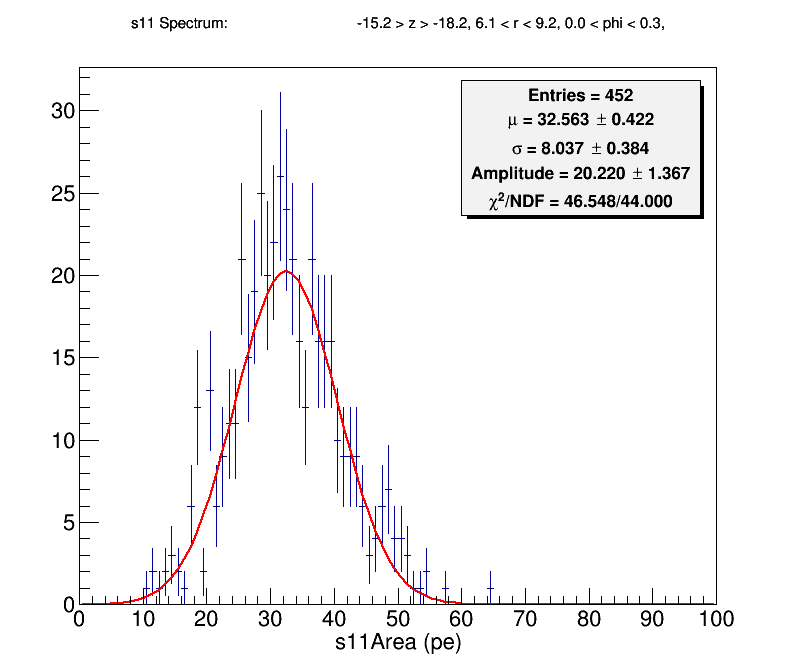 s11 Spectrum: -15.2 > z > -18.2, 6.1 < r < 9.2, 0.0 < phi < 0.3,
Entries = 452
μ = 32.563 ± 0.422
σ = 8.037 ± 0.384
Amplitude = 20.220 ± 1.367
χ²/NDF = 46.548/44.000
30
25
20
15
10
5
0
0 10 20 30 40 50 60 70 80 90 100
s11Area (pe)